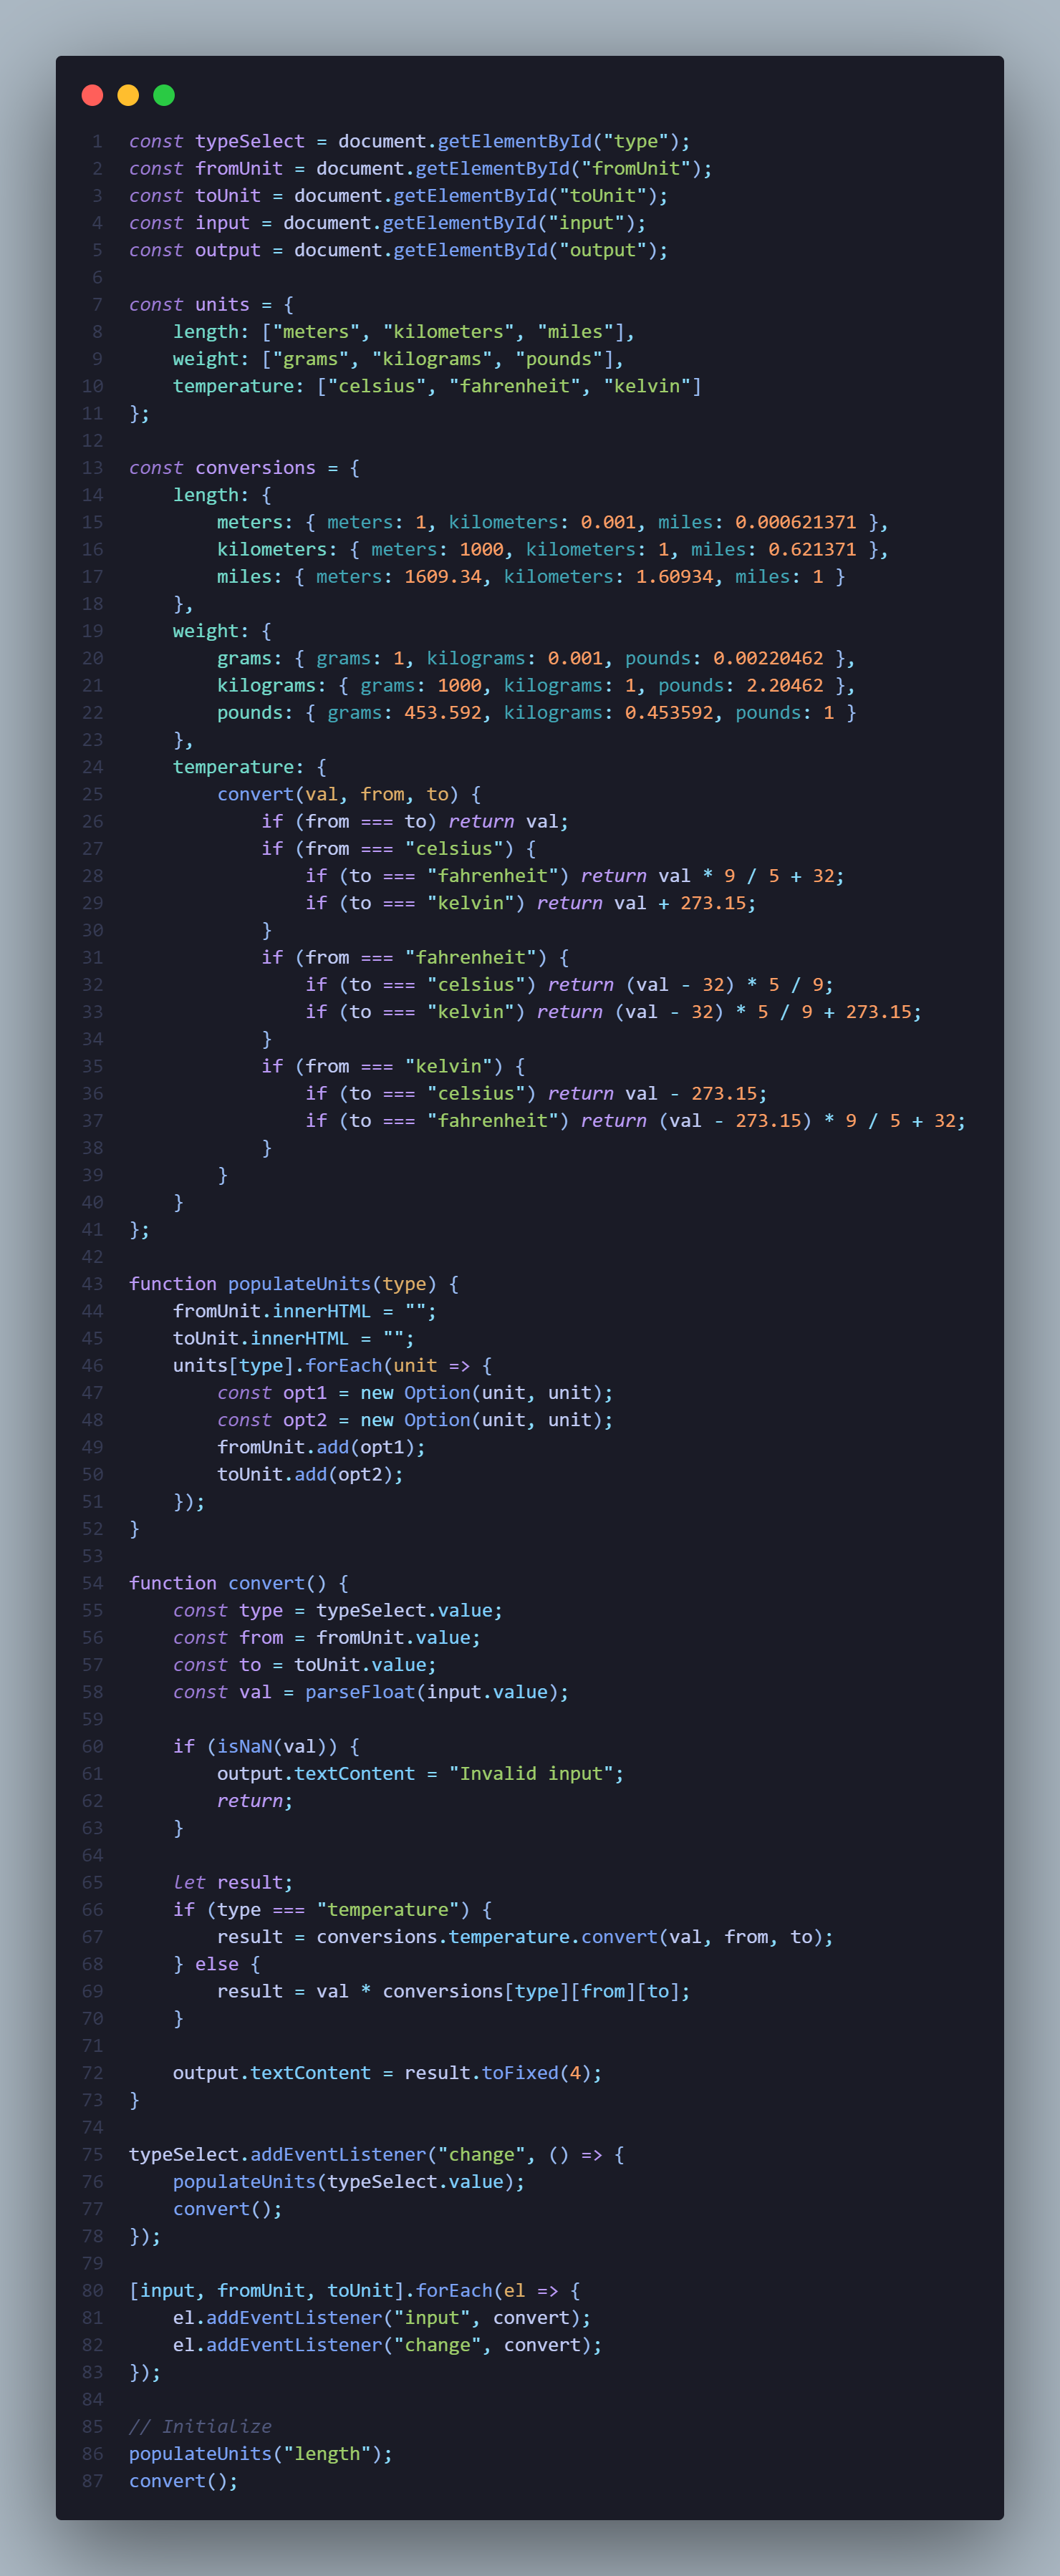 1 const typeSelect = document.getElementById("type");
2 const fromUnit = document.getElementById("fromUnit");
3 const toUnit = document.getElementById("toUnit");
4 const input = document.getElementById("input");
5 const output = document.getElementById("output");
6
7 const units = {
8     length: ["meters", "kilometers", "miles"],
9     weight: ["grams", "kilograms", "pounds"],
10     temperature: ["celsius", "fahrenheit", "kelvin"]
11 };
12
13 const conversions = {
14     length: {
15         meters: { meters: 1, kilometers: 0.001, miles: 0.000621371 },
16         kilometers: { meters: 1000, kilometers: 1, miles: 0.621371 },
17         miles: { meters: 1609.34, kilometers: 1.60934, miles: 1 }
18     },
19     weight: {
20         grams: { grams: 1, kilograms: 0.001, pounds: 0.00220462 },
21         kilograms: { grams: 1000, kilograms: 1, pounds: 2.20462 },
22         pounds: { grams: 453.592, kilograms: 0.453592, pounds: 1 }
23     },
24     temperature: {
25         convert(val, from, to) {
26             if (from === to) return val;
27             if (from === "celsius") {
28                 if (to === "fahrenheit") return val * 9 / 5 + 32;
29                 if (to === "kelvin") return val + 273.15;
30             }
31             if (from === "fahrenheit") {
32                 if (to === "celsius") return (val - 32) * 5 / 9;
33                 if (to === "kelvin") return (val - 32) * 5 / 9 + 273.15;
34             }
35             if (from === "kelvin") {
36                 if (to === "celsius") return val - 273.15;
37                 if (to === "fahrenheit") return (val - 273.15) * 9 / 5 + 32;
38             }
39         }
40     }
41 };
42
43 function populateUnits(type) {
44     fromUnit.innerHTML = "";
45     toUnit.innerHTML = "";
46     units[type].forEach(unit => {
47         const opt1 = new Option(unit, unit);
48         const opt2 = new Option(unit, unit);
49         fromUnit.add(opt1);
50         toUnit.add(opt2);
51     });
52 }
53
54 function convert() {
55     const type = typeSelect.value;
56     const from = fromUnit.value;
57     const to = toUnit.value;
58     const val = parseFloat(input.value);
59
60     if (isNaN(val)) {
61         output.textContent = "Invalid input";
62         return;
63     }
64
65     let result;
66     if (type === "temperature") {
67         result = conversions.temperature.convert(val, from, to);
68     } else {
69         result = val * conversions[type][from][to];
70     }
71
72     output.textContent = result.toFixed(4);
73 }
74
75 typeSelect.addEventListener("change", () => {
76     populateUnits(typeSelect.value);
77     convert();
78 });
79
80 [input, fromUnit, toUnit].forEach(el => {
81     el.addEventListener("input", convert);
82     el.addEventListener("change", convert);
83 });
84
85 // Initialize
86 populateUnits("length");
87 convert();